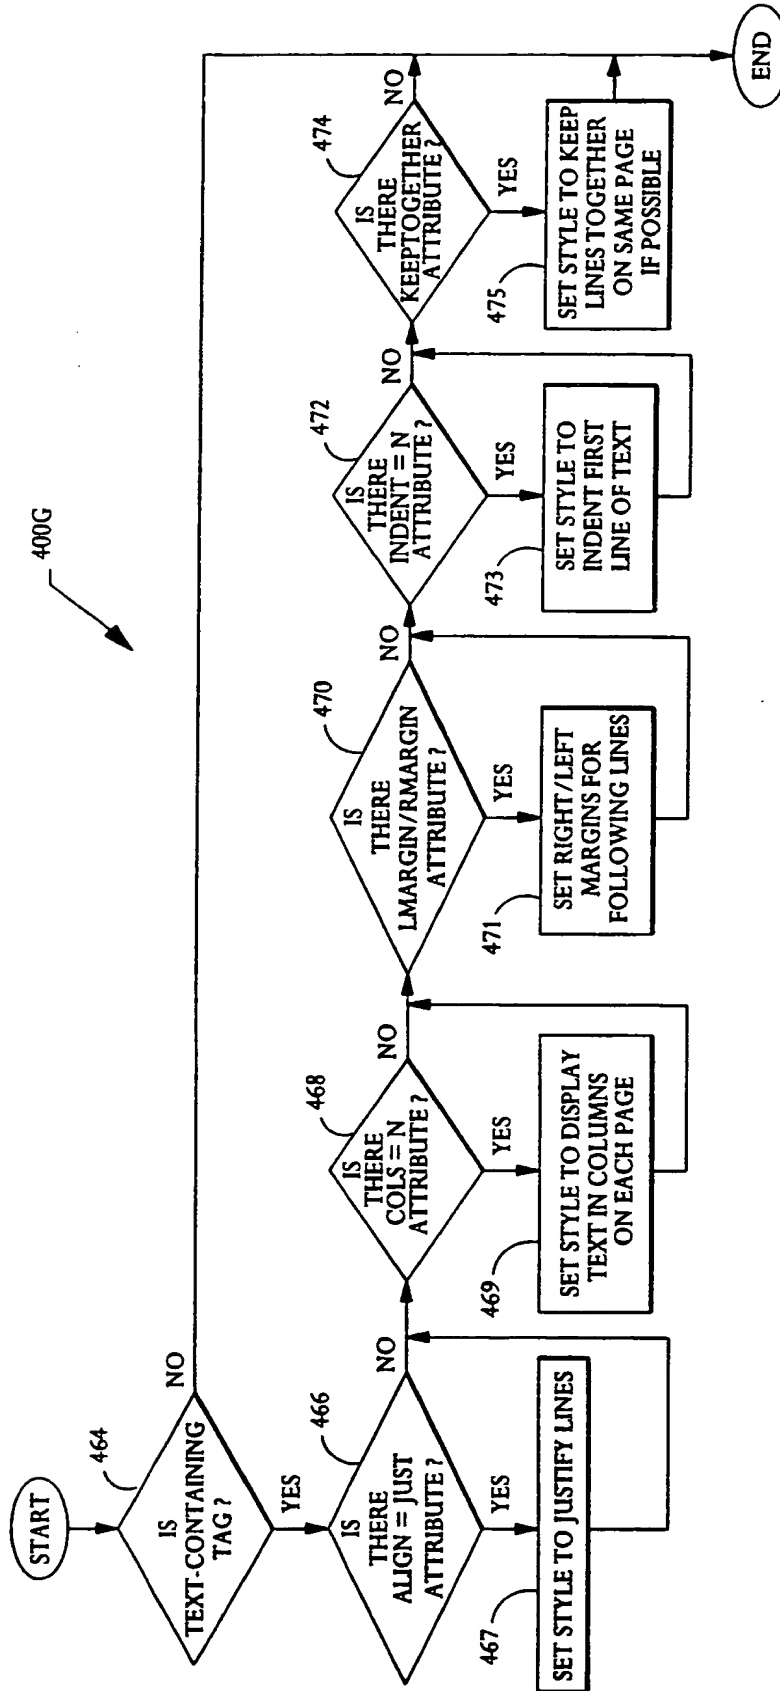 400G
START
464
IS
TEXT-CONTAINING
TAG?
NO
YES
466
IS
THERE
ALIGN = JUST
ATTRIBUTE?
NO
YES
467
SET STYLE TO JUSTIFY LINES
468
IS
THERE
COLS = N
ATTRIBUTE?
NO
YES
469
SET STYLE TO DISPLAY
TEXT IN COLUMNS
ON EACH PAGE
470
IS
THERE
LMARGIN/RMARGIN
ATTRIBUTE?
NO
YES
471
SET RIGHT/LEFT
MARGINS FOR
FOLLOWING LINES
472
IS
THERE
INDENT = N
ATTRIBUTE?
NO
YES
473
SET STYLE TO
INDENT FIRST
LINE OF TEXT
474
IS
THERE
KEEPTOGETHER
ATTRIBUTE?
NO
YES
475
SET STYLE TO KEEP
LINES TOGETHER
ON SAME PAGE
IF POSSIBLE
END